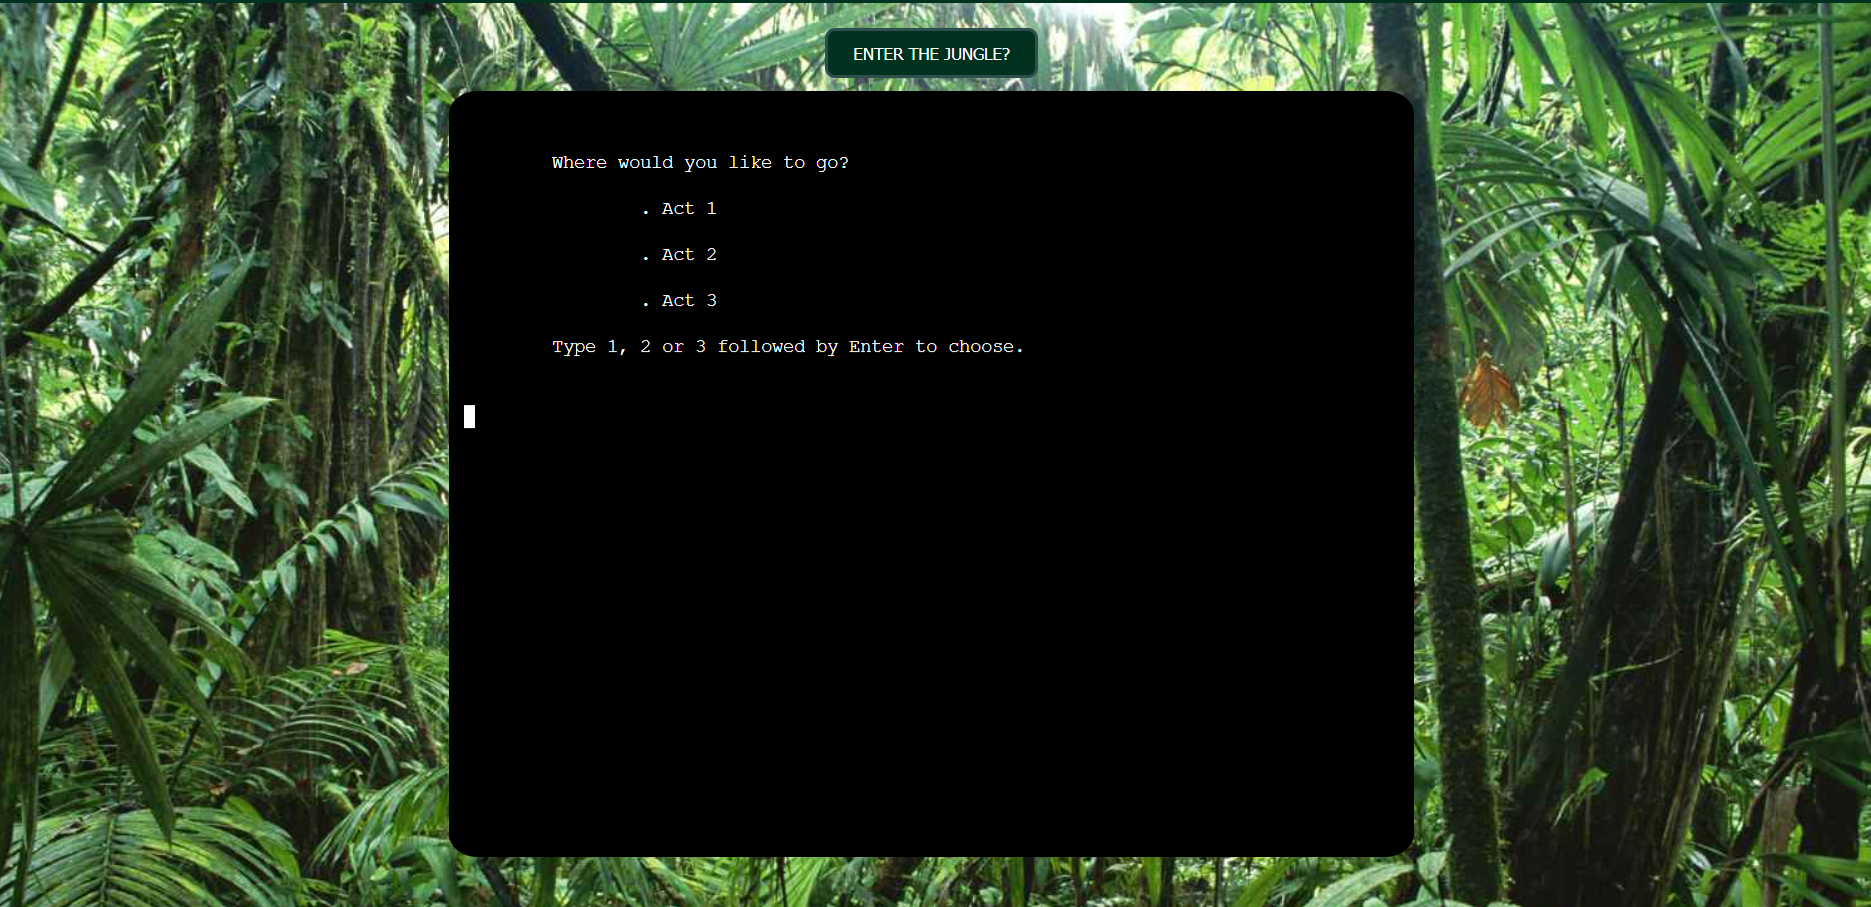 ENTER THE JUNGLE?
Where would you like to go?
. Act 1
. Act 2
. Act 3
Type 1, 2 or 3 followed by Enter to choose.